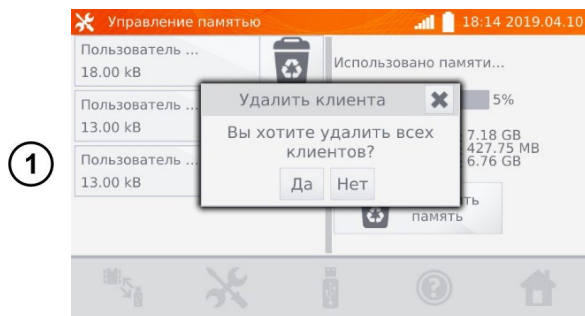 Управление памятью
18:14 2019.04.10
Пользователь ...
18.00 kB
Пользователь ...
13.00 kB
Пользователь ...
13.00 kB
Использовано памяти...
5%
7.18 GB
427.75 MB
6.76 GB
память
Удалить клиента
Вы хотите удалить всех
клиентов?
Да Нет
1